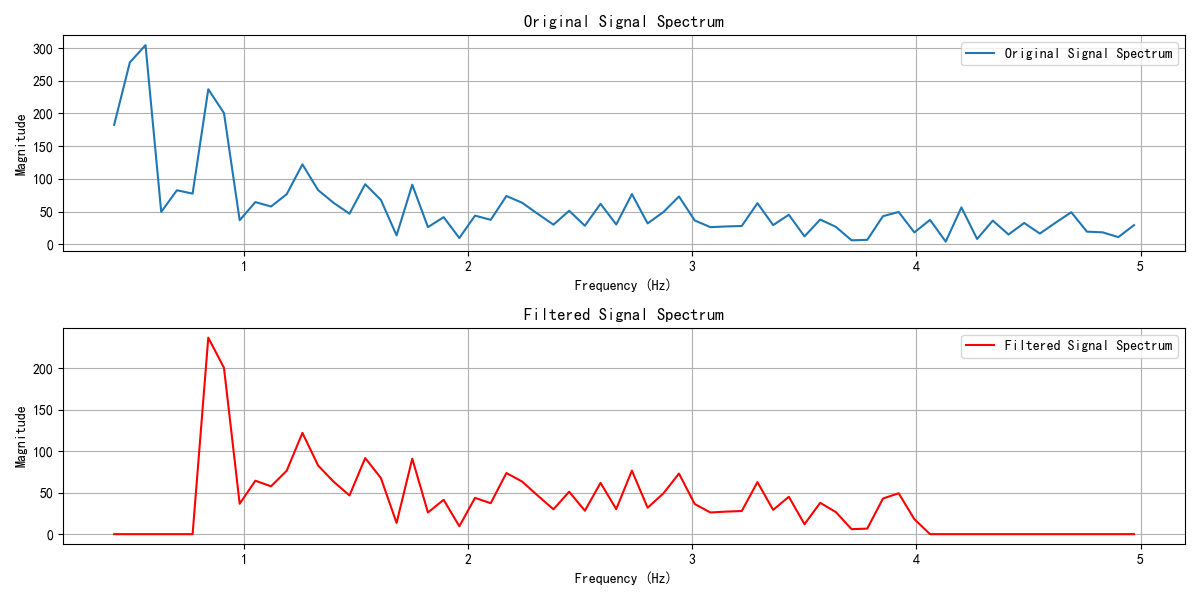 Original Signal Spectrum
Original Signal Spectrum
Magnitude
300
250
200
150
100
50
0
1
2
3
4
5
Frequency (Hz)
Filtered Signal Spectrum
Filtered Signal Spectrum
Magnitude
200
150
100
50
0
1
2
3
4
5
Frequency (Hz)